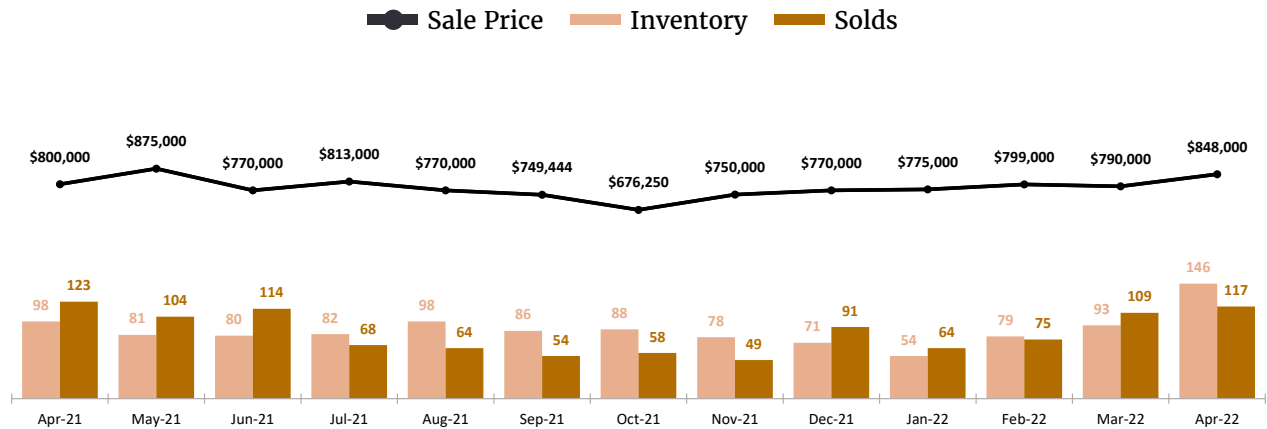 Sale Price Inventory Solds
$800,000 $875,000 $770,000 $813,000 $770,000 $749,444 $676,250 $750,000 $770,000 $775,000 $799,000 $790,000 $848,000
98 123 81 104 80 114 82 68 98 64 86 54 88 58 78 49 71 91 54 64 79 75 93 109 146 117
Apr-21 May-21 Jun-21 Jul-21 Aug-21 Sep-21 Oct-21 Nov-21 Dec-21 Jan-22 Feb-22 Mar-22 Apr-22